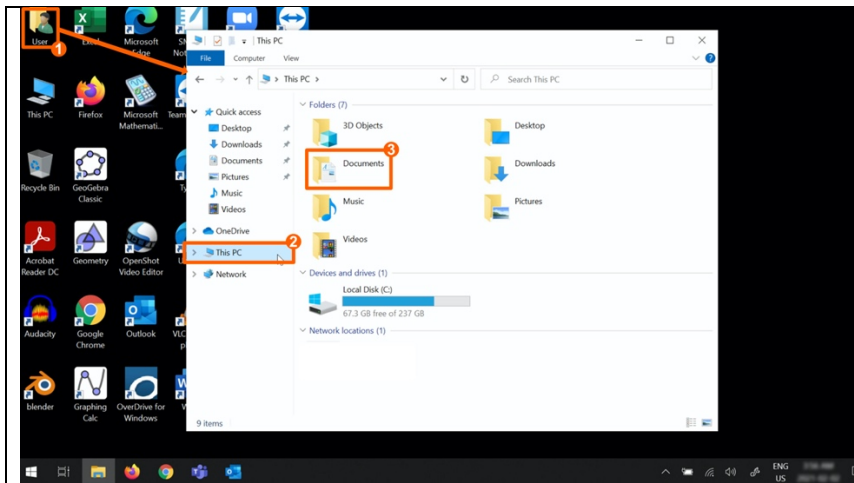 User
Excel
Microsoft
Edge
This PC
File
Computer
View
This PC
Search This PC
This PC
Firefox
Microsoft
Mathemati...
Team
Recycle Bin
GeoGebra
Classic
Acrobat
Reader DC
Geometry
OpenShot
Video Editor
Audacity
Google
Chrome
Outlook
VLC
blender
Graphing
Calc
OverDrive for
Windows
Quick access
Desktop
Downloads
Documents
Pictures
Music
Videos
OneDrive
This PC
Network
Folders (7)
3D Objects
Desktop
Documents
Downloads
Music
Pictures
Videos
Devices and drives (1)
Local Disk (C:)
67.3 GB free of 237 GB
Network locations (1)
9 items
1
2
3
ENG
US